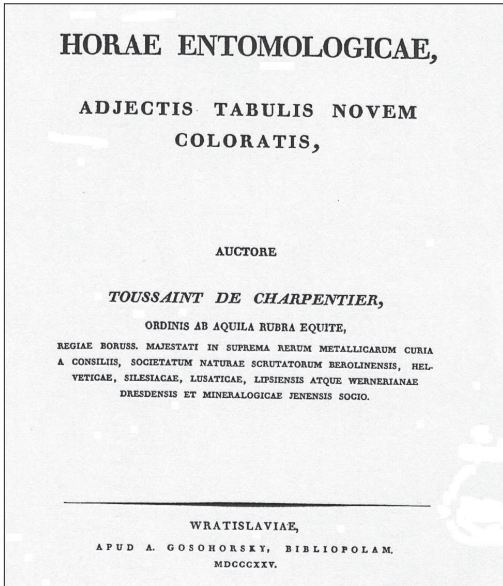 HORAE ENTOMOLOGICAE,
ADJECTIS TABULIS NOVEM
COLORATIS,
AUCTORE
TOUSSAINT DE CHARPENTIER,
ORDINIS AB AQUILA RUBRA EQUITE,
REGIAE BORUSS. MAJESTATI IN SUPREMA RERUM METALLICARUM CURIA
A CONSILIIS, SOCIETATUM NATURAE SCRUTATORUM BEROLINENSIS, HEL-
VETICAE, SILESIACAE, LUSATICAE, LIPSIENSIS ATQUE WERNERIANAE
DRESDENSIS ET MINERALOGICAE JENENSIS SOCIO.
WRATISLAVIAE,
APUD A. GOSOHORSKY, BIBLIOPOLAM.
MDCCCXXV.